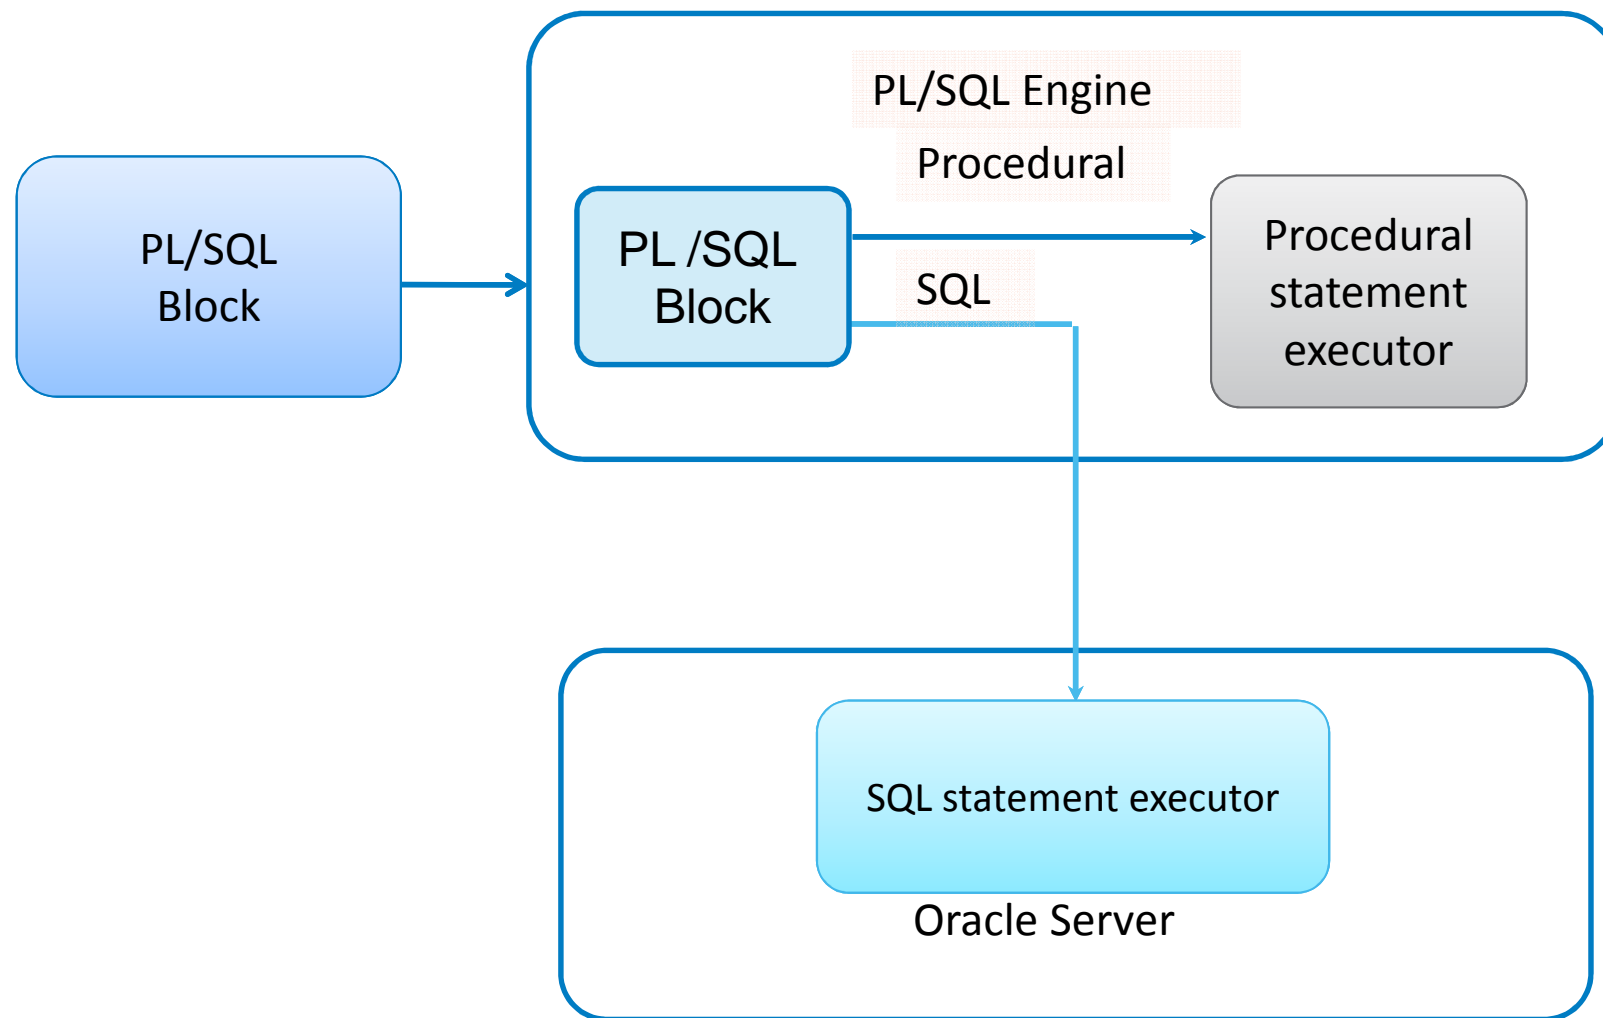 PL/SQL Engine
Procedural
PL/SQL
Block
PL /SQL
Block
SQL
Procedural
statement
executor
SQL statement executor
Oracle Server